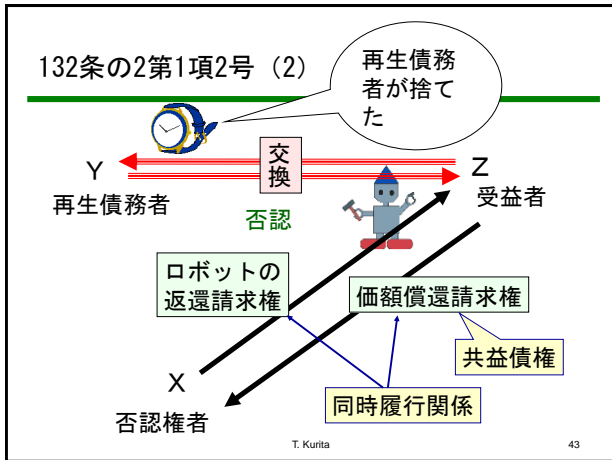 132条の2第1項2号（2）
再生債務
者が捨て
た
交
換
Y
再生債務者
Z
受益者
否認
ロボットの
返還請求権
価額償還請求権
共益債権
X
否認権者
同時履行関係
T. Kurita
43